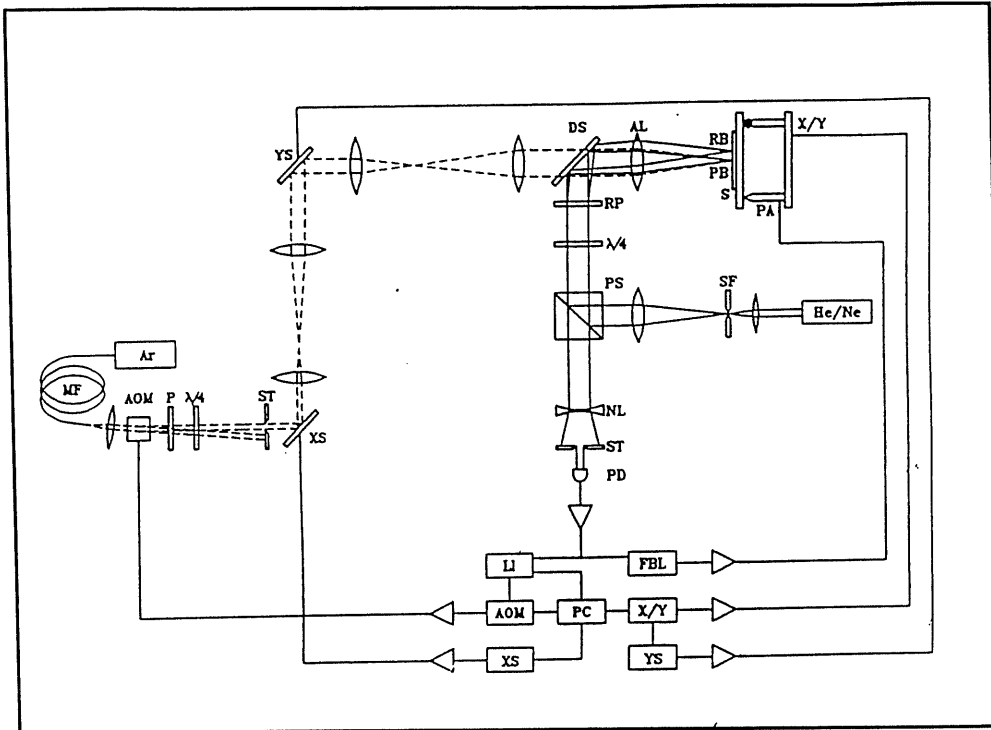 DS
AL
X/Y
YS
RB
PB
S
PA
RP
λ/4
PS
SF
He/Ne
Ar
MF
AOM
P
λ/4
ST
XS
NL
ST
PD
LI
FBL
AOM
PC
X/Y
XS
YS